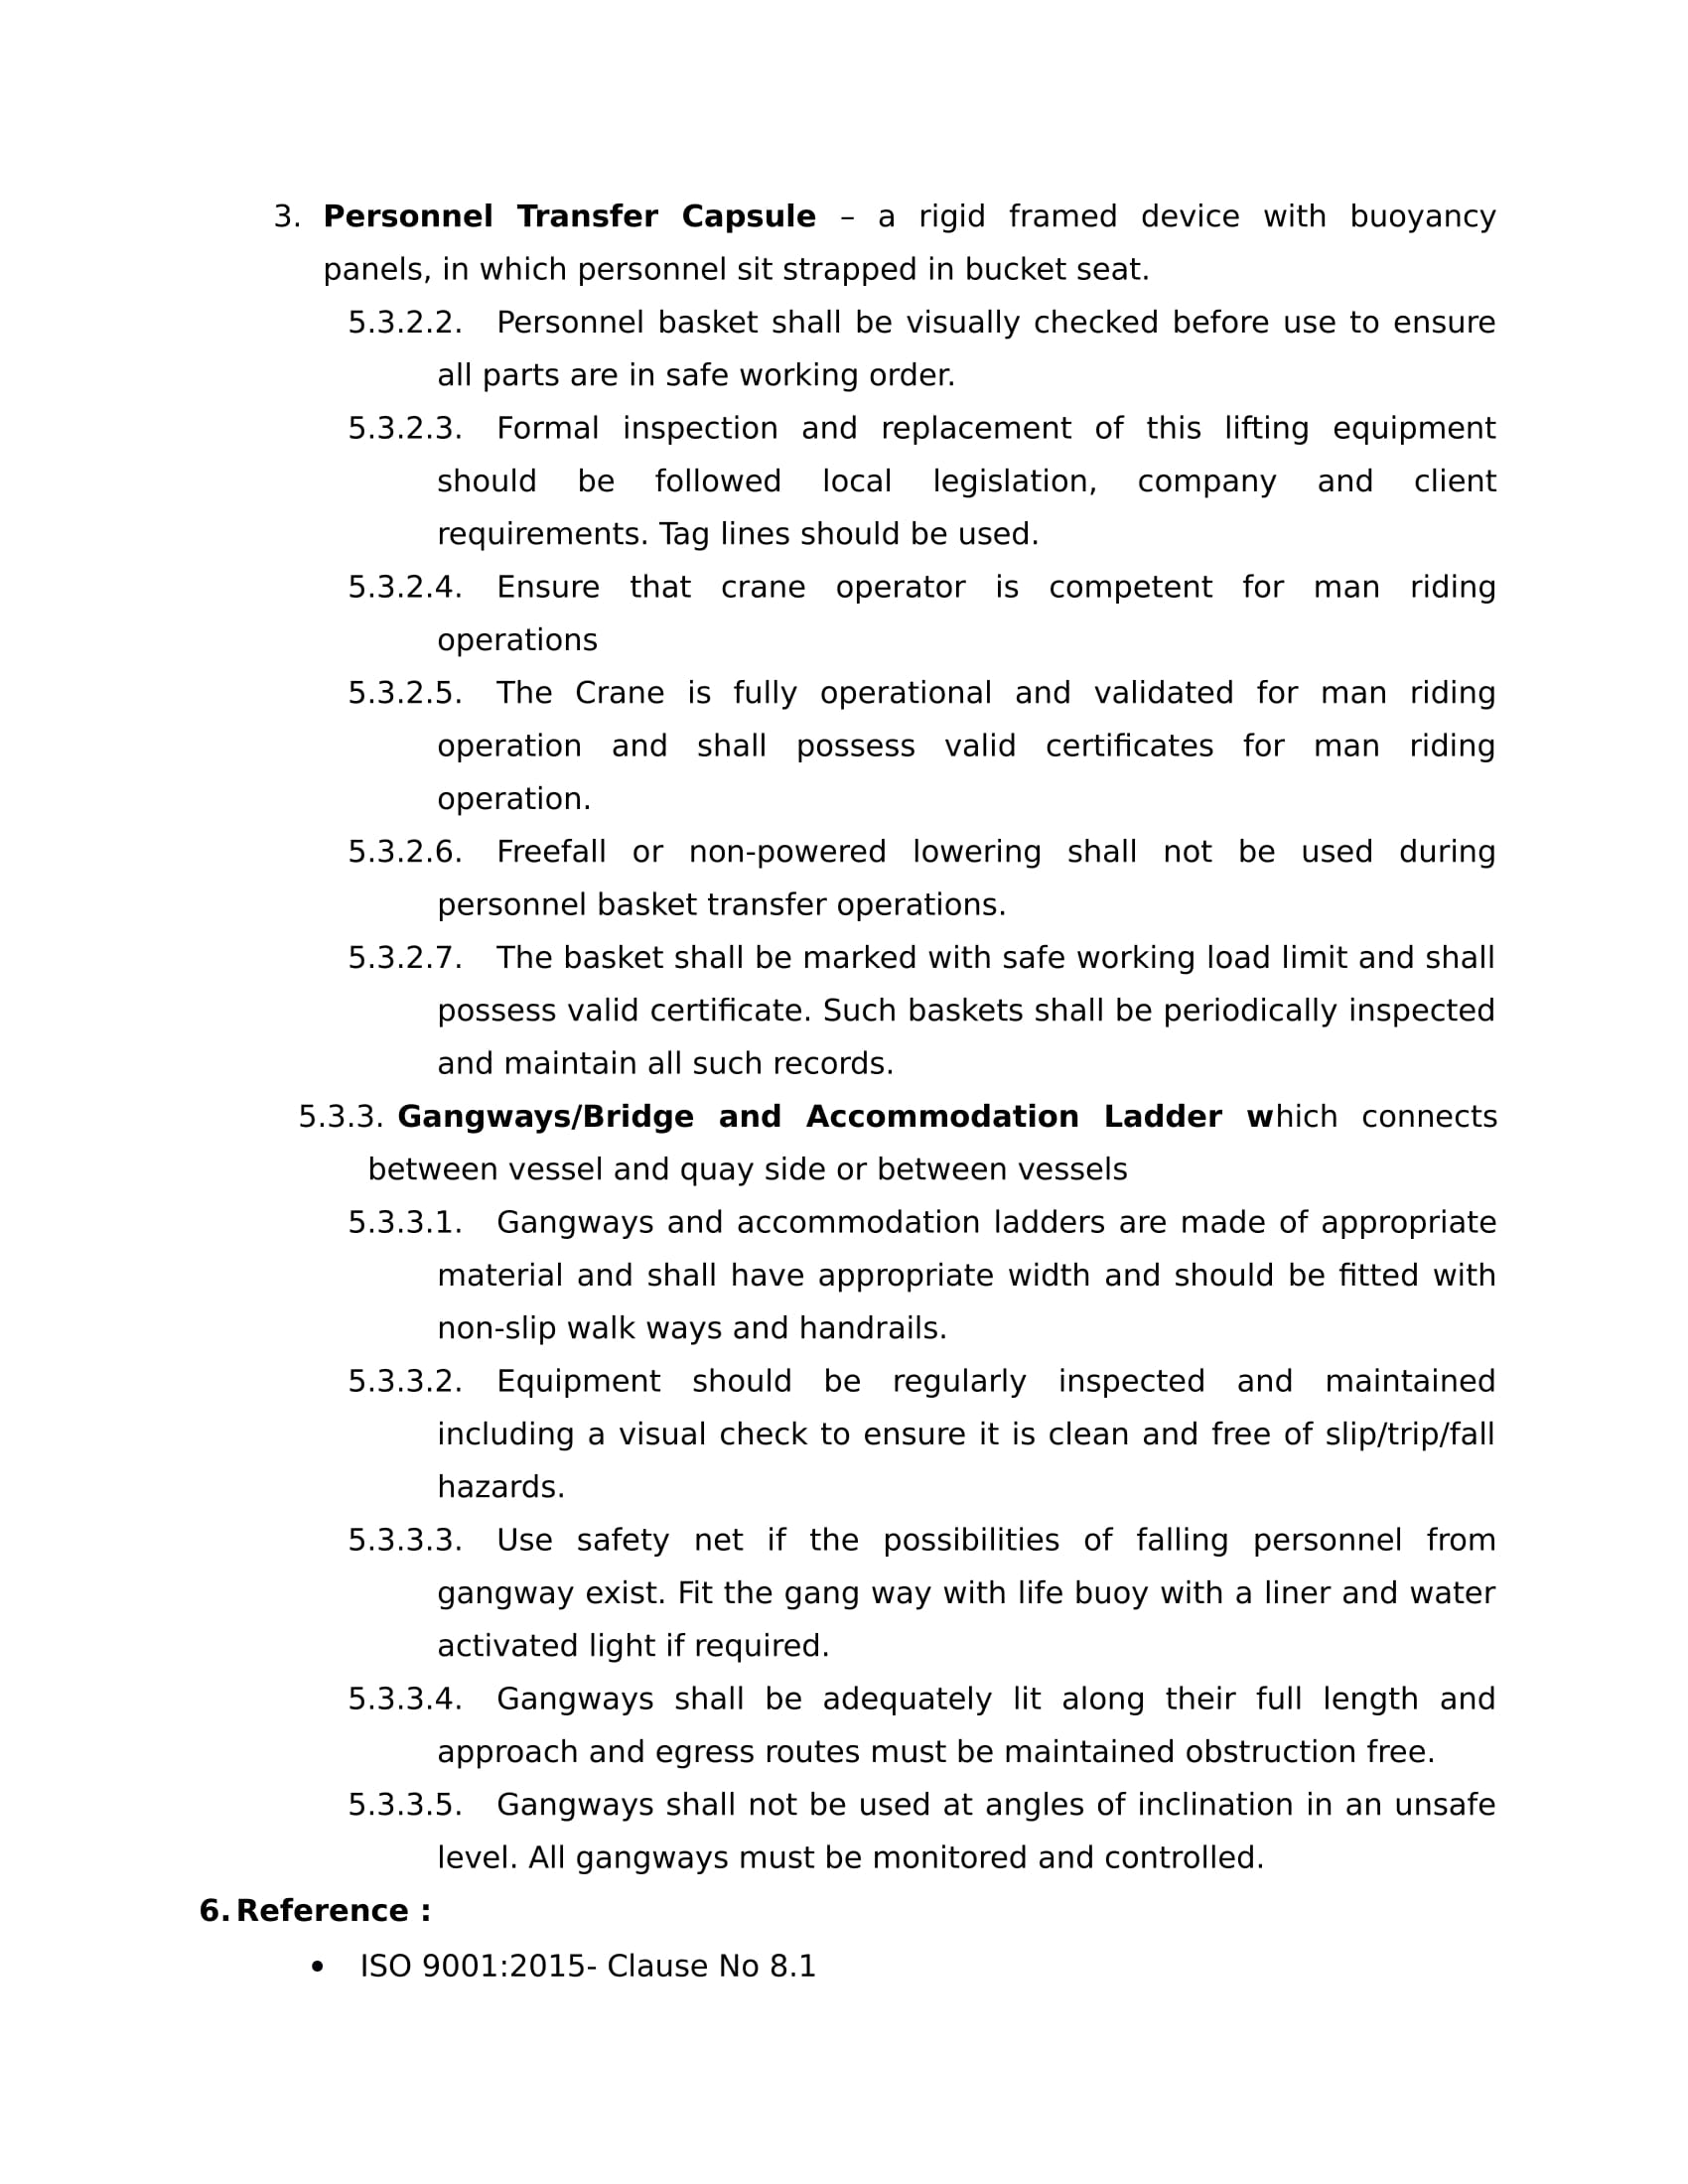 3. Personnel Transfer Capsule – a rigid framed device with buoyancy
panels, in which personnel sit strapped in bucket seat.
5.3.2.2. Personnel basket shall be visually checked before use to ensure
all parts are in safe working order.
5.3.2.3. Formal inspection and replacement of this lifting equipment
should be followed local legislation, company and client
requirements. Tag lines should be used.
5.3.2.4. Ensure that crane operator is competent for man riding
operations
5.3.2.5. The Crane is fully operational and validated for man riding
operation and shall possess valid certificates for man riding
operation.
5.3.2.6. Freefall or non-powered lowering shall not be used during
personnel basket transfer operations.
5.3.2.7. The basket shall be marked with safe working load limit and shall
possess valid certificate. Such baskets shall be periodically inspected
and maintain all such records.
5.3.3. Gangways/Bridge and Accommodation Ladder which connects
between vessel and quay side or between vessels
5.3.3.1. Gangways and accommodation ladders are made of appropriate
material and shall have appropriate width and should be fitted with
non-slip walk ways and handrails.
5.3.3.2. Equipment should be regularly inspected and maintained
including a visual check to ensure it is clean and free of slip/trip/fall
hazards.
5.3.3.3. Use safety net if the possibilities of falling personnel from
gangway exist. Fit the gang way with life buoy with a liner and water
activated light if required.
5.3.3.4. Gangways shall be adequately lit along their full length and
approach and egress routes must be maintained obstruction free.
5.3.3.5. Gangways shall not be used at angles of inclination in an unsafe
level. All gangways must be monitored and controlled.
6. Reference :
• ISO 9001:2015- Clause No 8.1